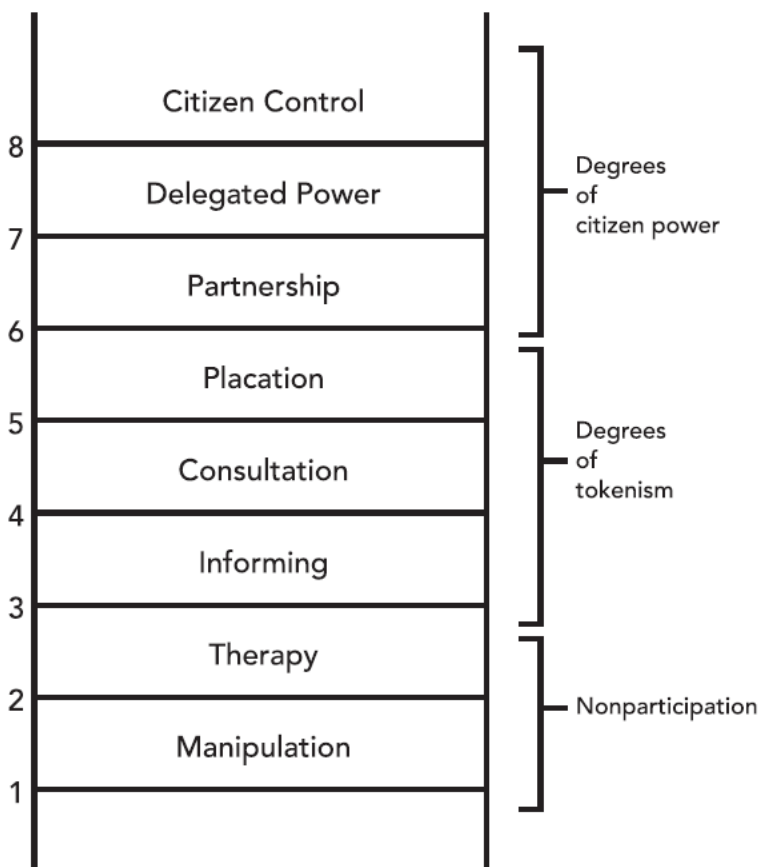 Citizen Control
8
Delegated Power
7
Partnership
6
Placation
5
Consultation
4
Informing
3
Therapy
2
Manipulation
1
Degrees
of
citizen power
Degrees
of
tokenism
Nonparticipation